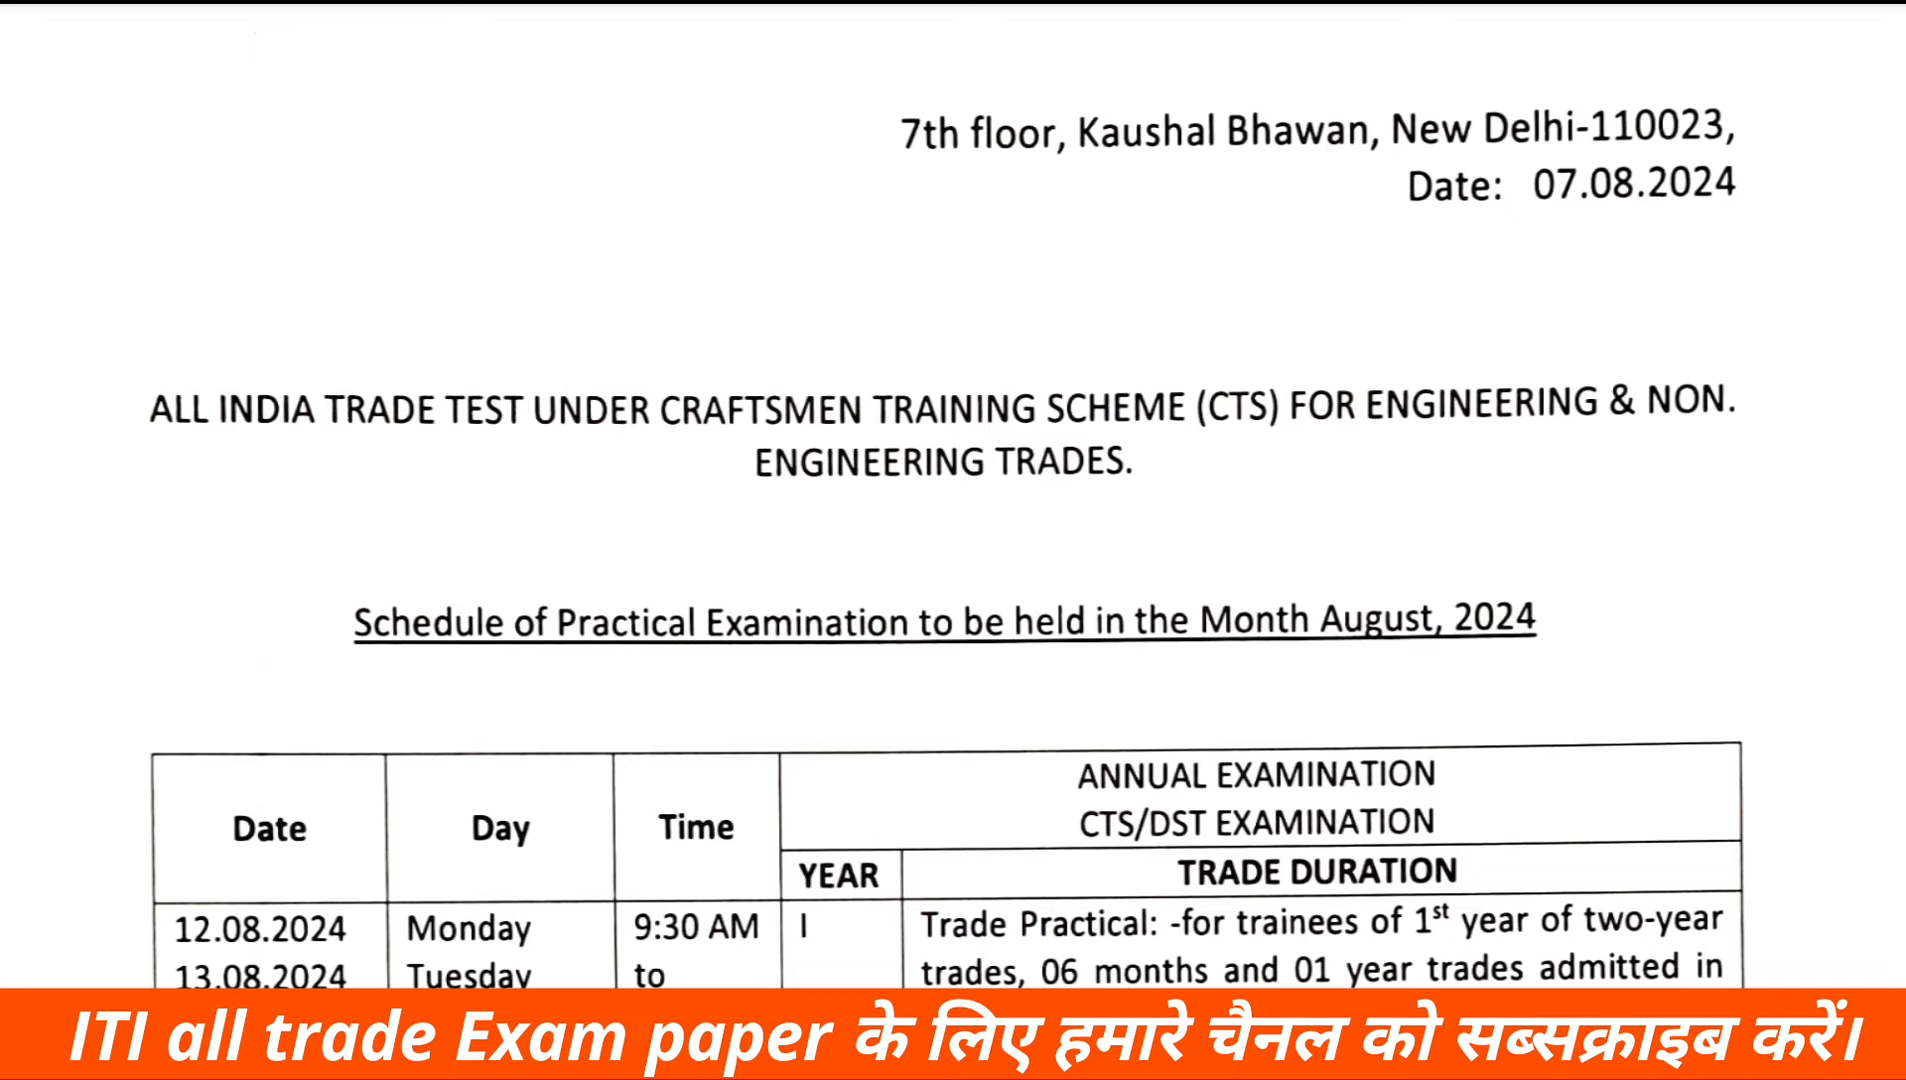 7th floor, Kaushal Bhawan, New Delhi-110023,
Date: 07.08.2024
ALL INDIA TRADE TEST UNDER CRAFTSMEN TRAINING SCHEME (CTS) FOR ENGINEERING & NON.
ENGINEERING TRADES.
Schedule of Practical Examination to be held in the Month August, 2024
Date Day Time ANNUAL EXAMINATION
CTS/DST EXAMINATION
YEAR TRADE DURATION
12.08.2024 Monday 9:30 AM I Trade Practical: -for trainees of 1st year of two-year
13.08.2024 Tuesday to trades, 06 months and 01 year trades admitted in
ITI all trade Exam paper के लिए हमारे चैनल को सब्सक्राइब करें।